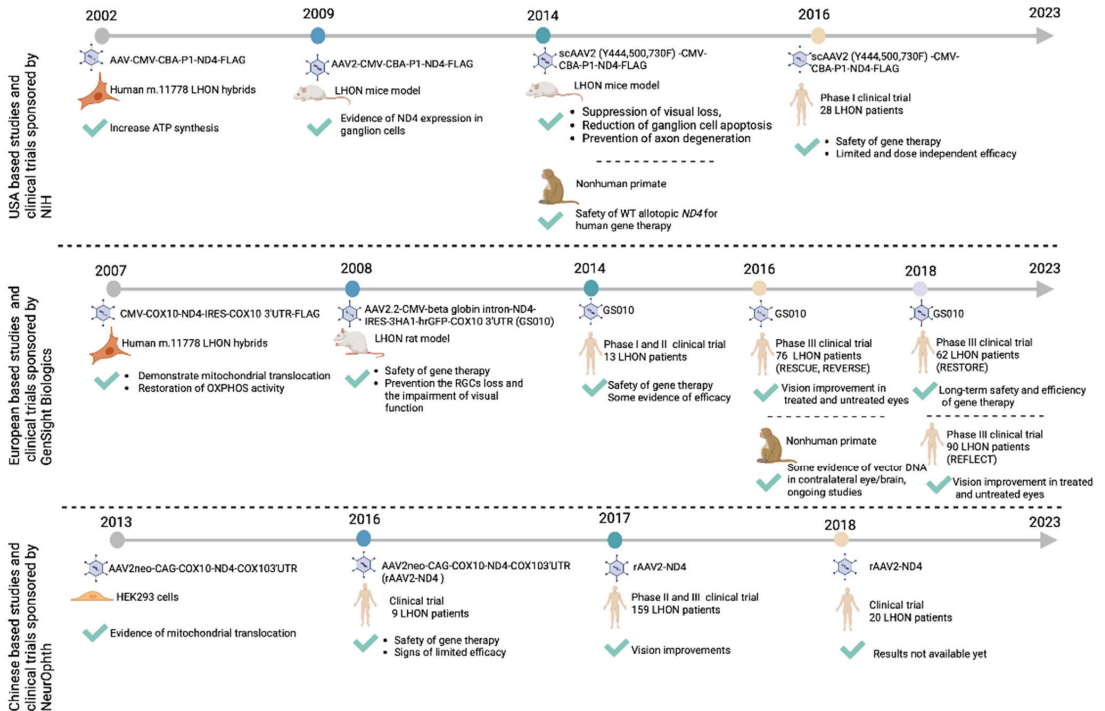 USA based studies and
clinical trials sponsored by
NIH
2002
2009
2014
2016
2023
AAV-CMV-CBA-P1-ND4-FLAG
Human m.11778 LHON hybrids
Increase ATP synthesis
AAV2-CMV-CBA-P1-ND4-FLAG
LHON mice model
Evidence of ND4 expression in
ganglion cells
scAAV2 (Y444,500,730F) -CMV-
CBA-P1-ND4-FLAG
LHON mice model
• Suppression of visual loss,
• Reduction of ganglion cell apoptosis
• Prevention of axon degeneration
Nonhuman primate
Safety of WT allotopic ND4 for
human gene therapy
scAAV2 (Y444,500,730F) -CMV-
CBA-P1-ND4-FLAG
Phase I clinical trial
28 LHON patients
• Safety of gene therapy
• Limited and dose independent efficacy
European based studies and
clinical trials sponsored by
GenSight Biologics
2007
2008
2014
2016
2018
2023
CMV-COX10-ND4-IRES-COX10 3'UTR-FLAG
Human m.11778 LHON hybrids
• Demonstrate mitochondrial translocation
• Restoration of OXPHOS activity
AAV2.2-CMV-beta globin intron-ND4-
IRES-3HA1-hrGFP-COX10 3'UTR (GS010)
LHON rat model
• Safety of gene therapy
• Prevention the RGCs loss and
the impairment of visual
function
GS010
Phase I and II clinical trial
13 LHON patients
Safety of gene therapy
Some evidence of efficacy
GS010
Phase III clinical trial
76 LHON patients
(RESCUE, REVERSE)
Vision improvement in
treated and untreated eyes
Nonhuman primate
Some evidence of vector DNA
in contralateral eye/brain,
ongoing studies
GS010
Phase III clinical trial
62 LHON patients
(RESTORE)
Long-term safety and efficiency
of gene therapy
Phase III clinical trial
90 LHON patients
(REFLECT)
Vision improvement in treated
and untreated eyes
Chinese based studies and
clinical trials sponsored by
NeurOphth
2013
2016
2017
2018
2023
AAV2neo-CAG-COX10-ND4-COX103'UTR
HEK293 cells
Evidence of mitochondrial translocation
AAV2neo-CAG-COX10-ND4-COX103'UTR
(rAAV2-ND4 )
Clinical trial
9 LHON patients
• Safety of gene therapy
• Signs of limited efficacy
rAAV2-ND4
Phase II and III clinical trial
159 LHON patients
Vision improvements
rAAV2-ND4
Clinical trial
20 LHON patients
Results not available yet